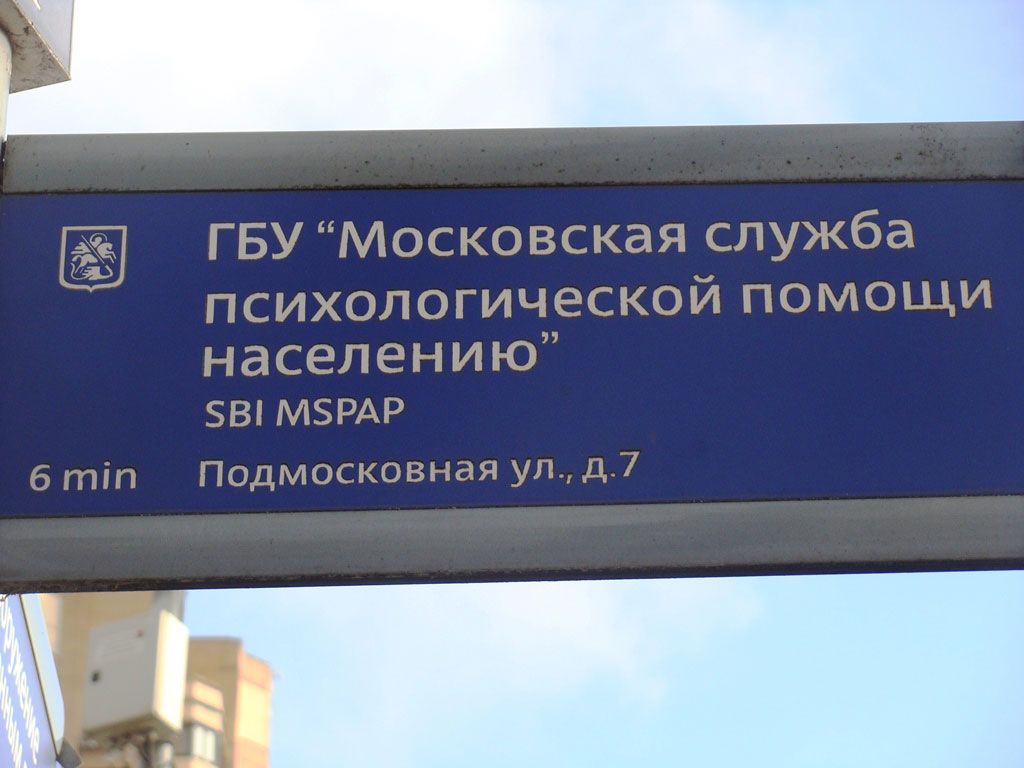 ГБУ “Московская служба
психологической помощи
населению”
SBI MSPAP
6 min Подмосковная ул., д.7